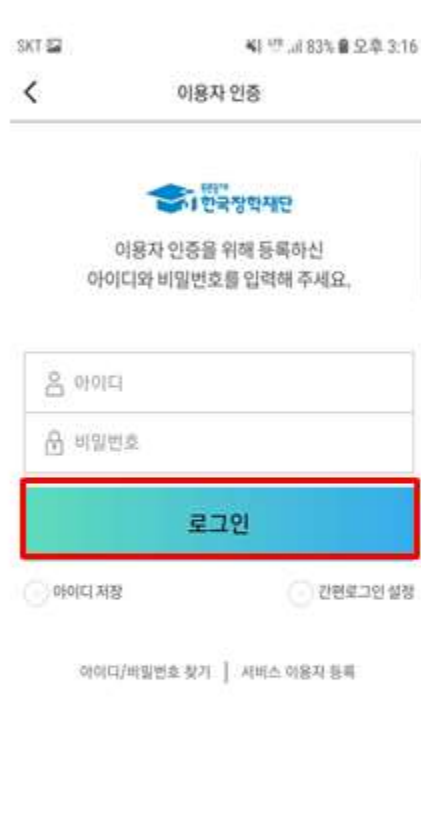 SKT 83% 오후 3:16
이용자 인증
한국장학재단
이용자 인증을 위해 등록하신
아이디와 비밀번호를 입력해 주세요.
아이디
비밀번호
로그인
아이디 저장 간편로그인 설정
아이디/비밀번호 찾기 | 서비스 이용자 등록